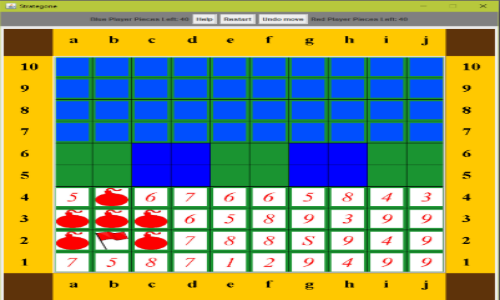 Strategone
Blue Player Pieces Left: 40 Help Restart Undo move Red Player Pieces Left: 40
a b c d e f g h i j
10 10
9 9
8 8
7 7
6 6
5 5
4 5 6 7 6 6 5 8 4 3 4
3 6 5 8 9 3 9 9 3
2 7 8 8 S 9 4 9 2
1 7 5 8 7 1 2 9 4 9 9 1
a b c d e f g h i j